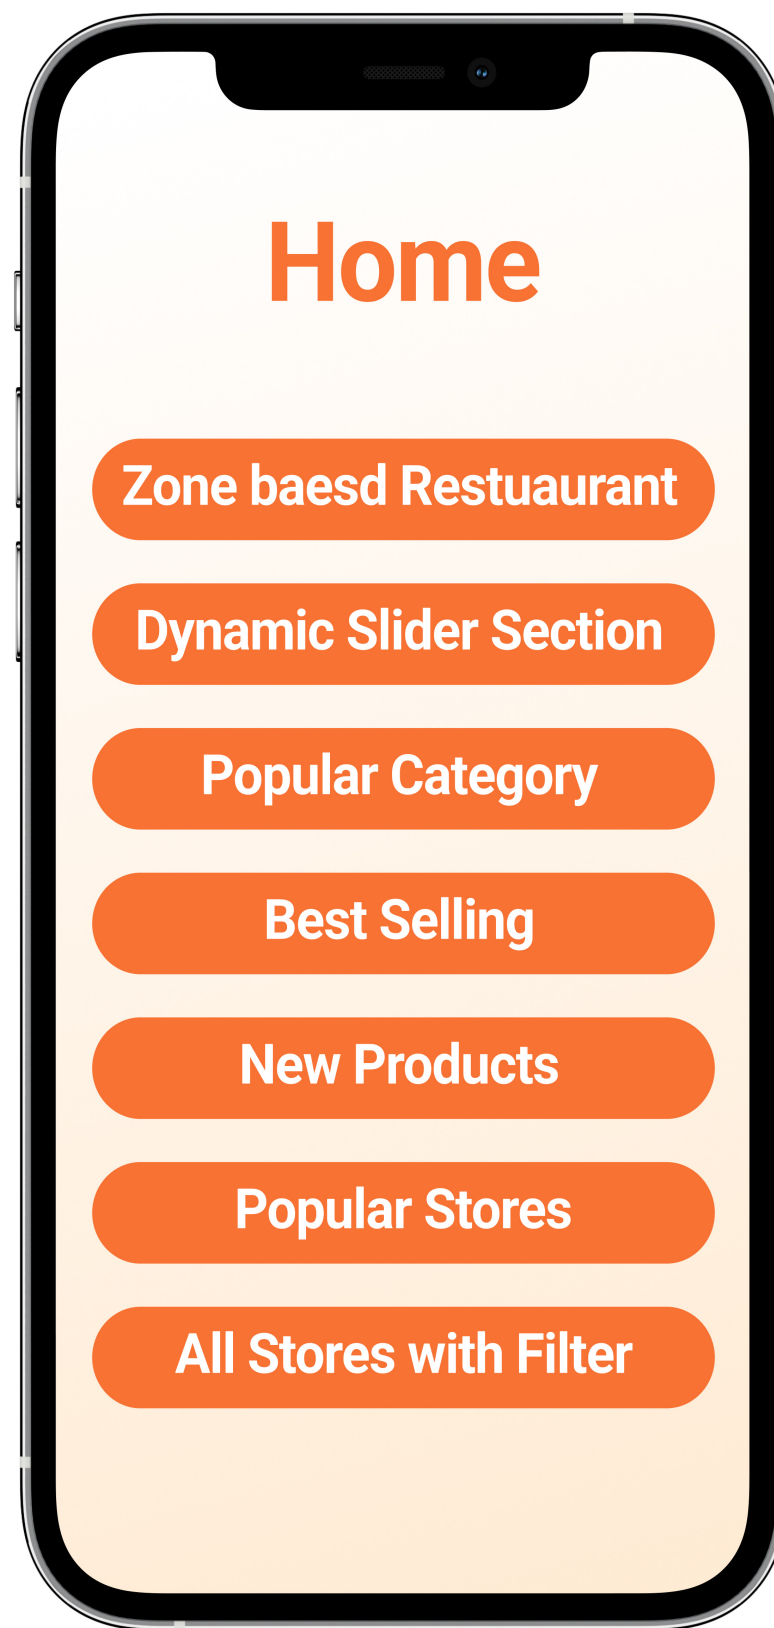 Home
Zone baesd Restuaurant
Dynamic Slider Section
Popular Category
Best Selling
New Products
Popular Stores
All Stores with Filter